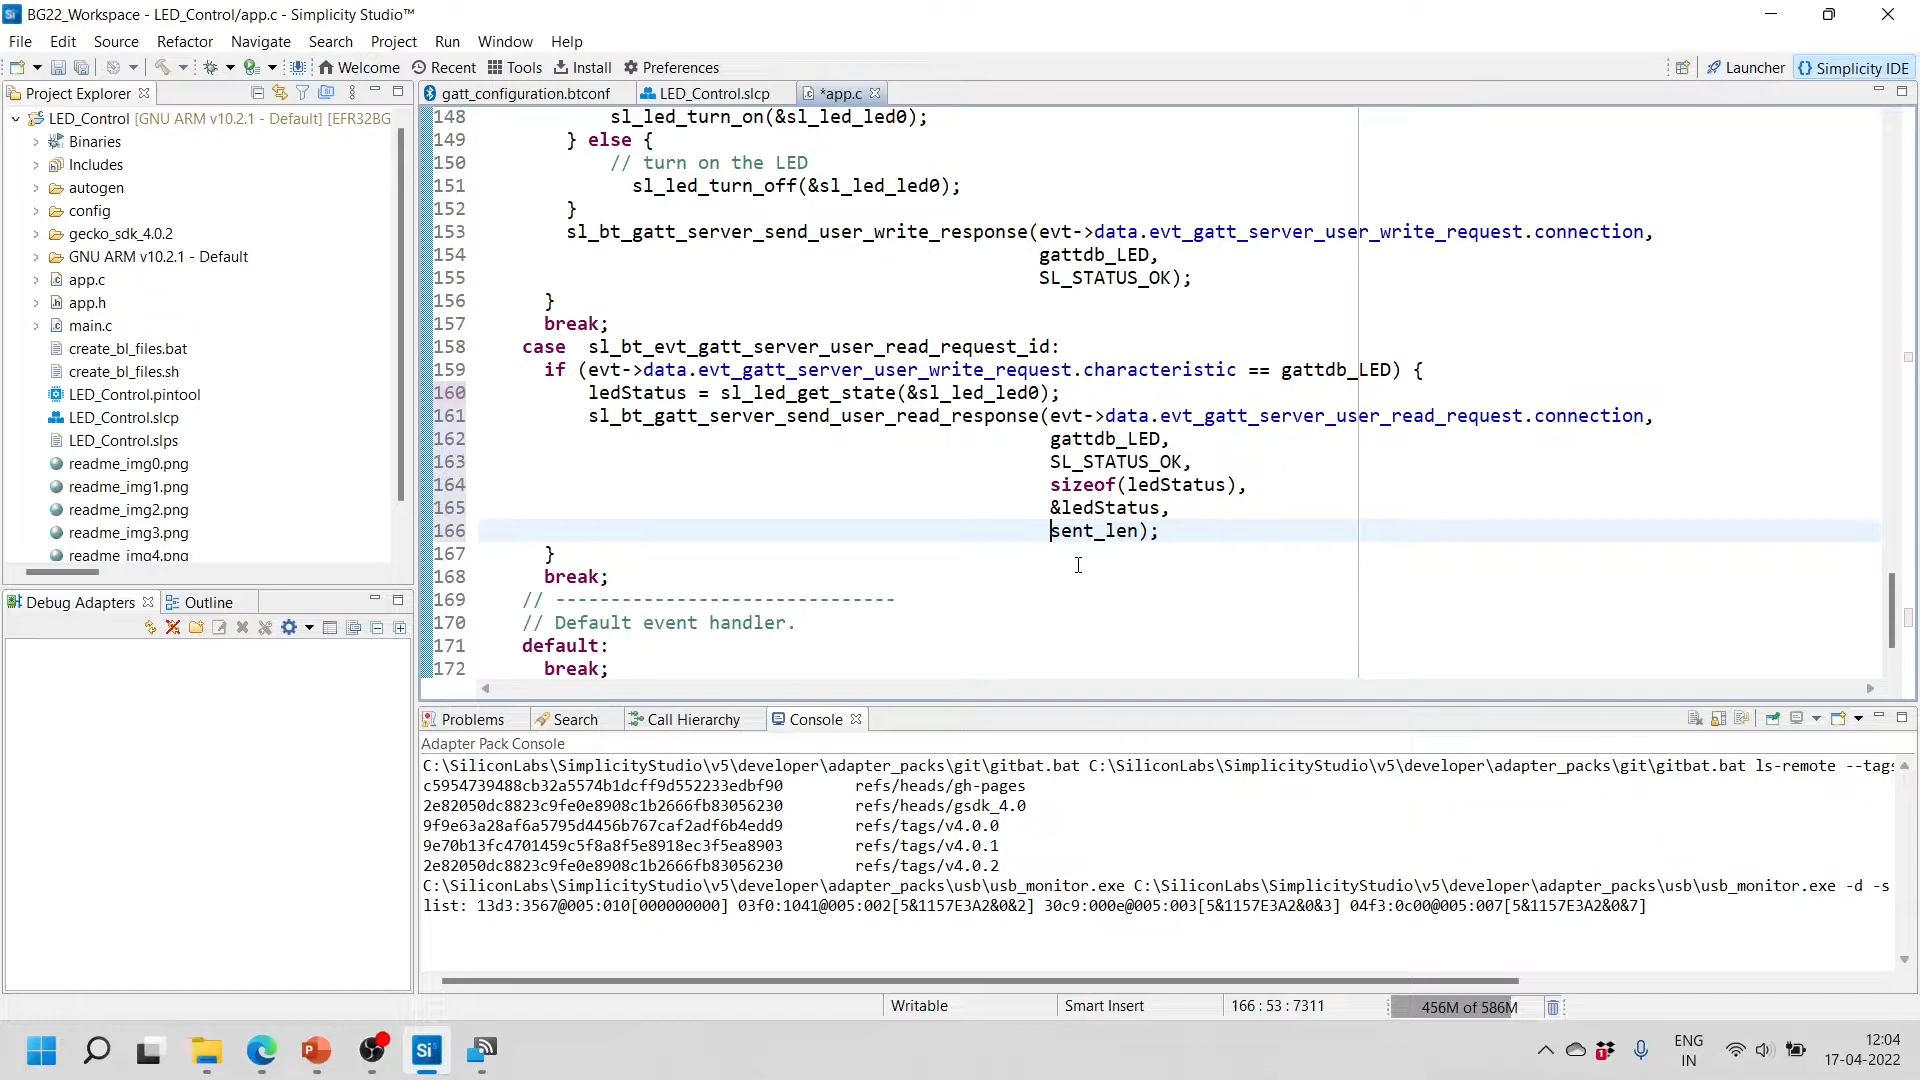 BG22_Workspace - LED_Control/app.c - Simplicity Studio™
File Edit Source Refactor Navigate Search Project Run Window Help
Welcome Recent Tools Install Preferences Launcher {} Simplicity IDE
Project Explorer
gatt_configuration.btconf LED_Control.slcp *app.c
LED_Control [GNU ARM v10.2.1 - Default] [EFR32BG
Binaries
Includes
autogen
config
gecko_sdk_4.0.2
GNU ARM v10.2.1 - Default
app.c
app.h
main.c
create_bl_files.bat
create_bl_files.sh
LED_Control.pintool
LED_Control.slcp
LED_Control.slps
readme_img0.png
readme_img1.png
readme_img2.png
readme_img3.png
readme_img4.png
148 sl_led_turn_on(&sl_led_led0);
149 } else {
150 // turn on the LED
151 sl_led_turn_off(&sl_led_led0);
152 }
153 sl_bt_gatt_server_send_user_write_response(evt->data.evt_gatt_server_user_write_request.connection,
154 gattdb_LED,
155 SL_STATUS_OK);
156 }
157 break;
158 case sl_bt_evt_gatt_server_user_read_request_id:
159 if (evt->data.evt_gatt_server_user_write_request.characteristic == gattdb_LED) {
160 ledStatus = sl_led_get_state(&sl_led_led0);
161 sl_bt_gatt_server_send_user_read_response(evt->data.evt_gatt_server_user_read_request.connection,
162 gattdb_LED,
163 SL_STATUS_OK,
164 sizeof(ledStatus),
165 &ledStatus,
166 sent_len);
167 }
168 break;
169 // -------------------------------
170 // Default event handler.
171 default:
172 break;
Debug Adapters Outline
Problems Search Call Hierarchy Console
Adapter Pack Console
C:\SiliconLabs\SimplicityStudio\v5\developer\adapter_packs\git\gitbat.bat C:\SiliconLabs\SimplicityStudio\v5\developer\adapter_packs\git\gitbat.bat ls-remote --tags
c5954739488cb32a5574b1dcff9d552233edbf90 refs/heads/gh-pages
2e82050dc8823c9fe0e8908c1b2666fb83056230 refs/heads/gsdk_4.0
9f9e63a28af6a5795d4456b767caf2adf6b4edd9 refs/tags/v4.0.0
9e70b13fc4701459c5f8a8f5e8918ec3f5ea8903 refs/tags/v4.0.1
2e82050dc8823c9fe0e8908c1b2666fb83056230 refs/tags/v4.0.2
C:\SiliconLabs\SimplicityStudio\v5\developer\adapter_packs\usb\usb_monitor.exe C:\SiliconLabs\SimplicityStudio\v5\developer\adapter_packs\usb\usb_monitor.exe -d -s
list: 13d3:3567@005:010[000000000] 03f0:1041@005:002[5&1157E3A2&0&2] 30c9:000e@005:003[5&1157E3A2&0&3] 04f3:0c00@005:007[5&1157E3A2&0&7]
Writable Smart Insert 166 : 53 : 7311 456M of 586M
ENG
IN
12:04
17-04-2022